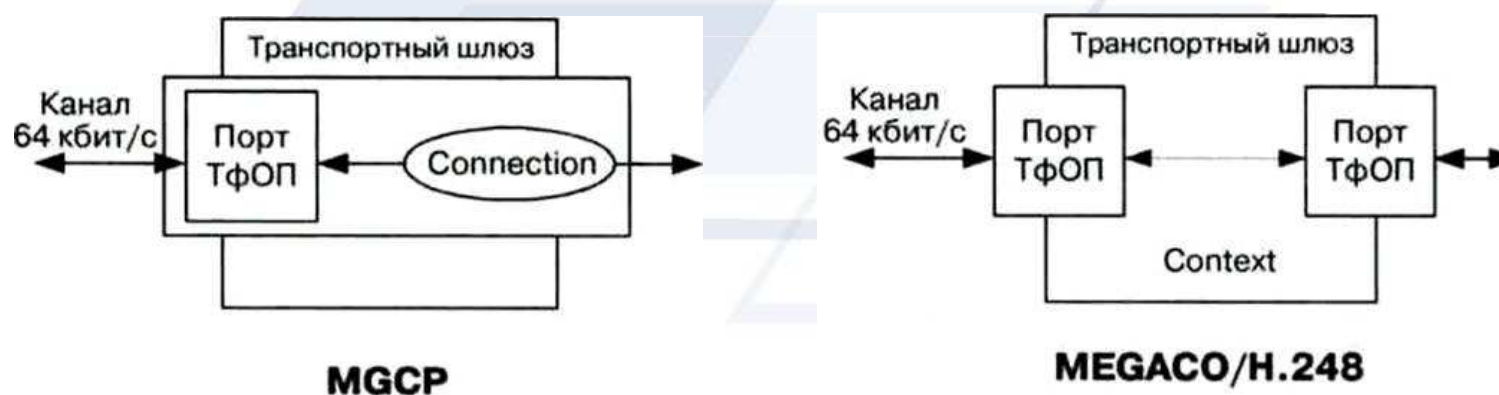 Транспортный шлюз
Канал
64 кбит/с
Порт
ТфОП
Connection
MGCP
Транспортный шлюз
Канал
64 кбит/с
Порт
ТфОП
Порт
ТфОП
Context
MEGACO/H.248